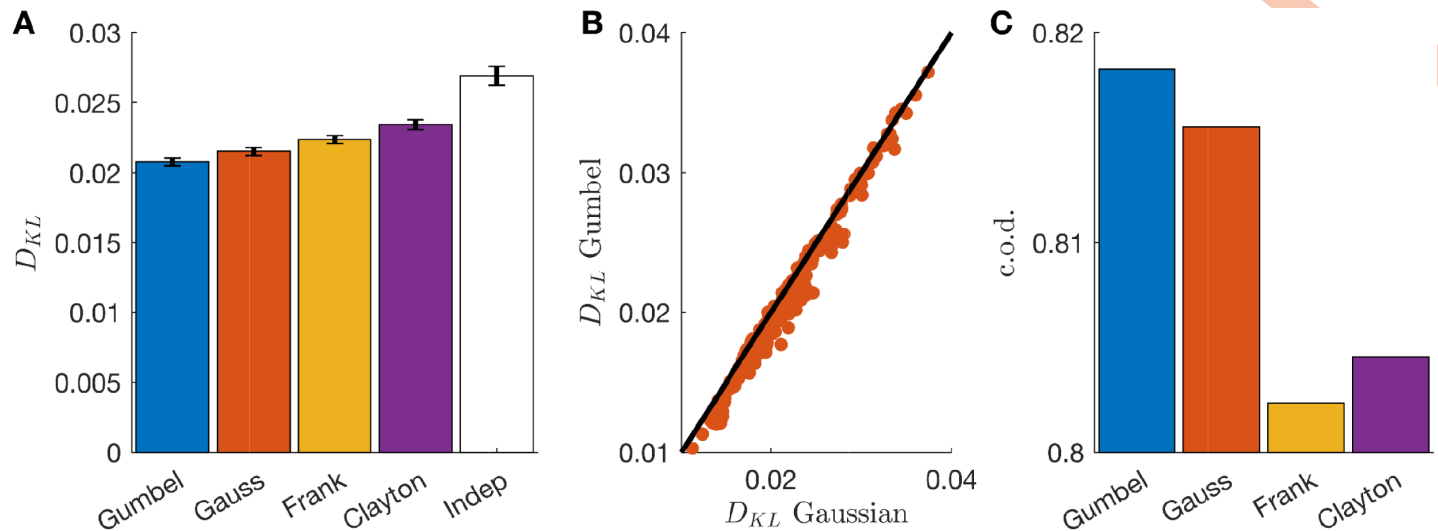 A
0.03
0.025
0.02
0.015
0.01
0.005
0
D_KL
Gumbel
Gauss
Frank
Clayton
Indep
B
0.04
0.03
0.02
0.01
D_KL Gumbel
0.02
0.04
D_KL Gaussian
C
0.82
0.81
0.8
c.o.d.
Gumbel
Gauss
Frank
Clayton